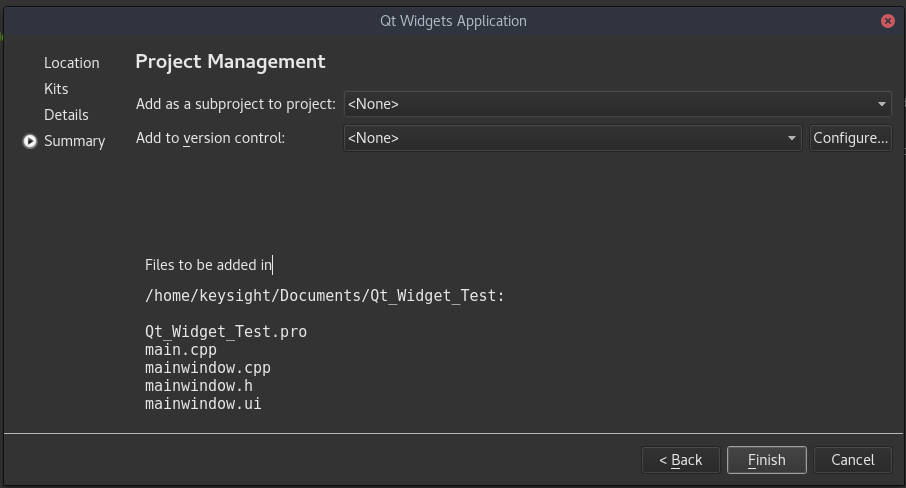 Qt Widgets Application
Location
Kits
Details
Summary
Project Management
Add as a subproject to project: <None>
Add to version control: <None> Configure...
Files to be added in
/home/keysight/Documents/Qt_Widget_Test:
Qt_Widget_Test.pro
main.cpp
mainwindow.cpp
mainwindow.h
mainwindow.ui
< Back Finish Cancel